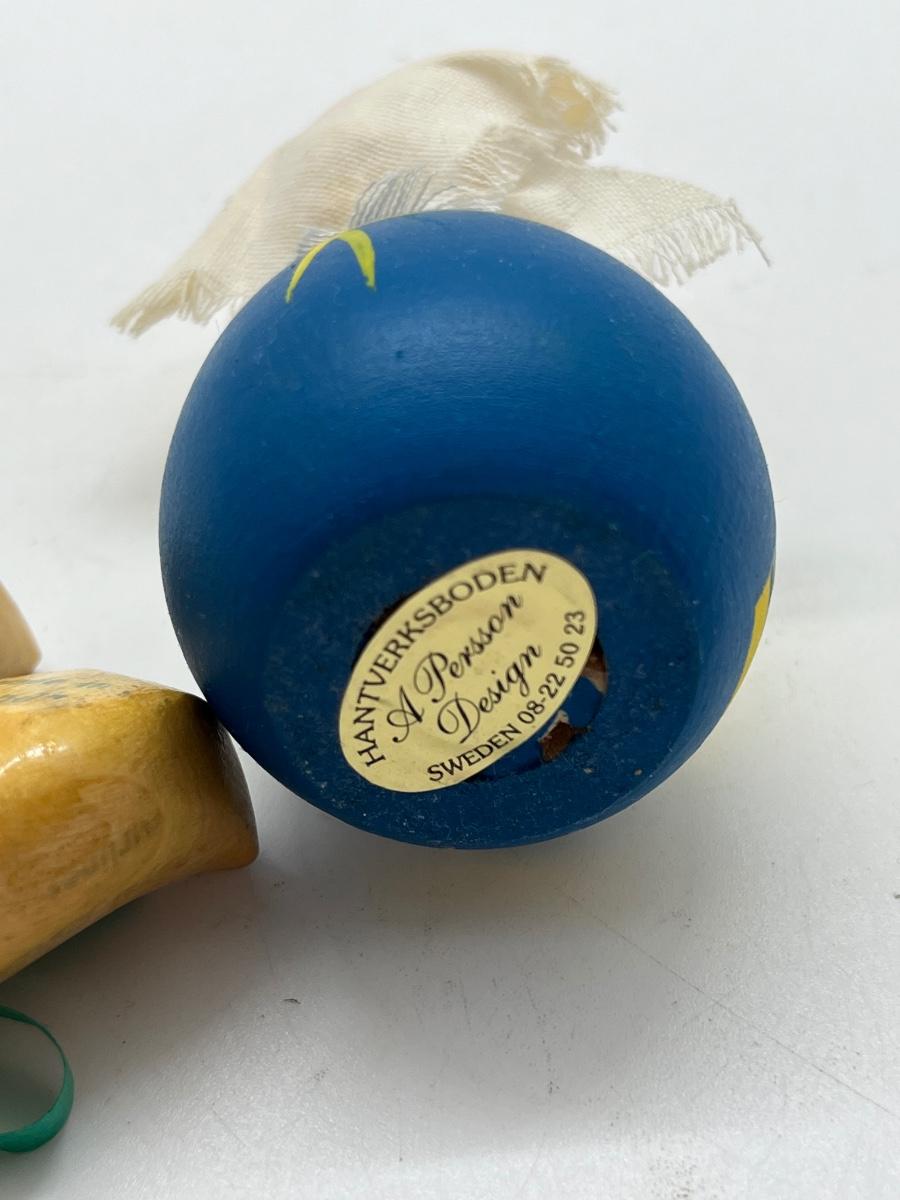 HANTVERKSBODEN
A Persson
Design
SWEDEN 08-22 50 23